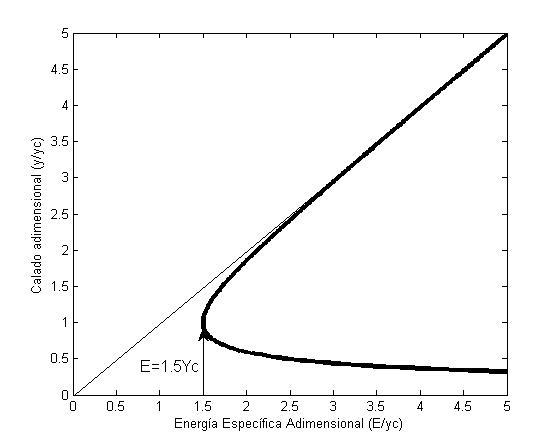 5
4.5
4
3.5
3
2.5
2
1.5
1
0.5
0
Calado adimensional (y/yc)
E=1.5Yc
0 0.5 1 1.5 2 2.5 3 3.5 4 4.5 5
Energía Específica Adimensional (E/yc)